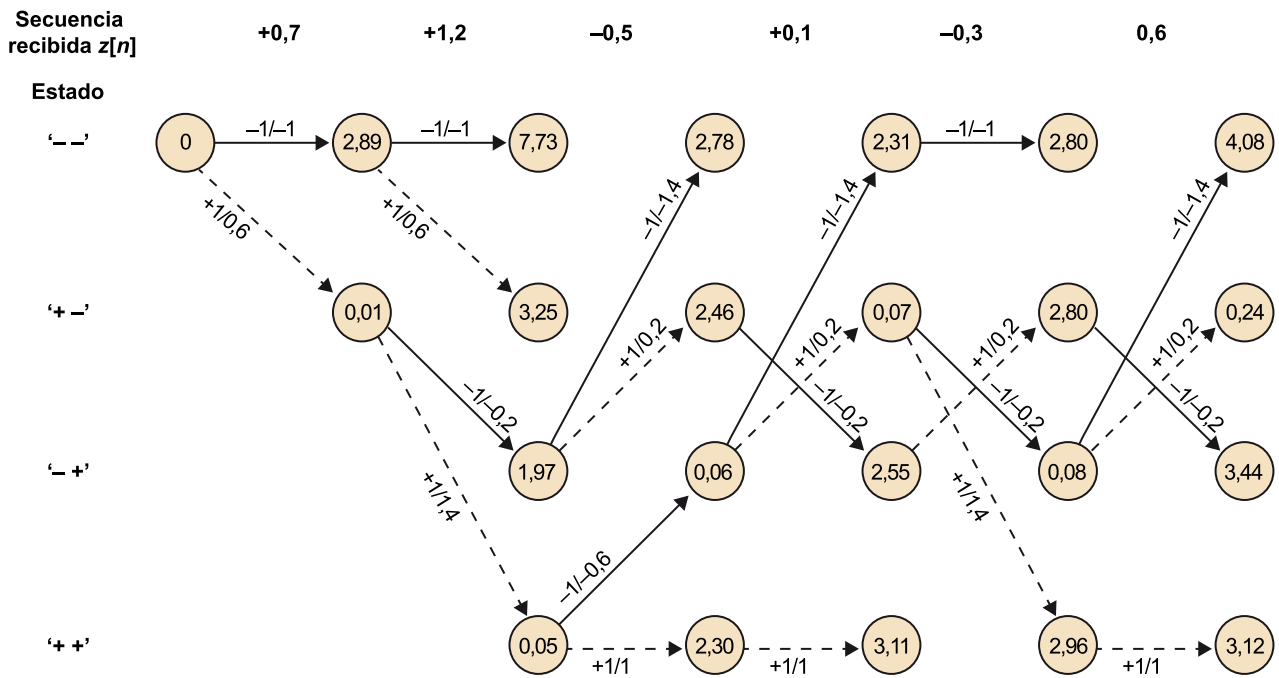 Secuencia
recibida z[n]
+0,7 +1,2 –0,5 +0,1 –0,3 0,6
Estado
‘– –’
0 –1/–1 2,89 –1/–1 7,73 2,78 2,31 –1/–1 2,80 4,08
+1/0,6 +1/0,6 –1/–1,4 –1/–1,4 –1/–1,4
‘+ –’
0,01 3,25 2,46 0,07 2,80 0,24
–1/–0,2 +1/0,2 –1/–0,2 +1/0,2 –1/–0,2 +1/0,2 –1/–0,2 +1/0,2
‘– +’
1,97 0,06 2,55 0,08 3,44
+1/1,4 –1/–0,6 +1/1,4
‘+ +’
0,05 2,30 3,11 2,96 3,12
+1/1 +1/1 +1/1